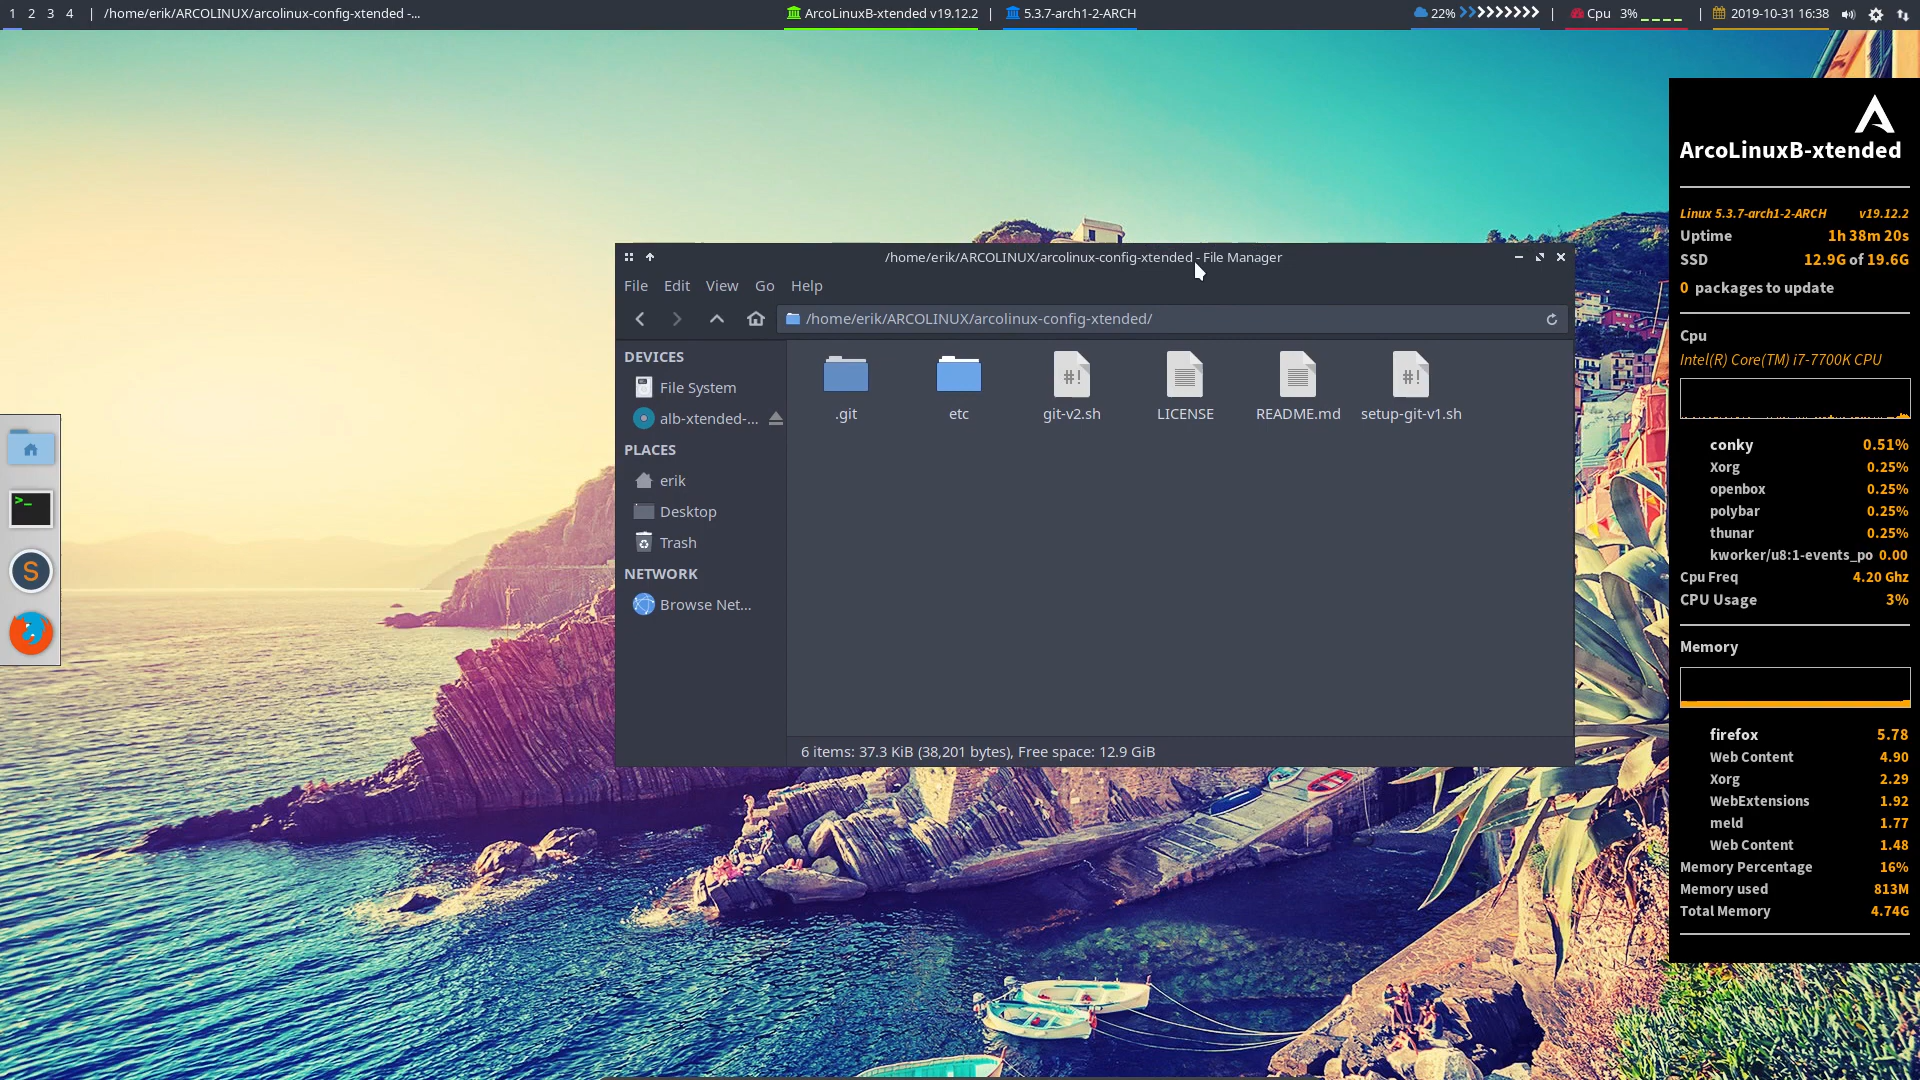 1 2 3 4 | /home/erik/ARCOLINUX/arcolinux-config-xtended -... ArcoLinuxB-xtended v19.12.2 | 5.3.7-arch1-2-ARCH 22% | Cpu 3% | 2019-10-31 16:38
/home/erik/ARCOLINUX/arcolinux-config-xtended - File Manager
File Edit View Go Help
/home/erik/ARCOLINUX/arcolinux-config-xtended/
DEVICES
File System
alb-xtended-...
PLACES
erik
Desktop
Trash
NETWORK
Browse Net...
#! #!
.git etc git-v2.sh LICENSE README.md setup-git-v1.sh
6 items: 37.3 KiB (38,201 bytes), Free space: 12.9 GiB
>_
S
ArcoLinuxB-xtended
Linux 5.3.7-arch1-2-ARCH v19.12.2
Uptime 1h 38m 20s
SSD 12.9G of 19.6G
0 packages to update
Cpu
Intel(R) Core(TM) i7-7700K CPU
conky 0.51%
Xorg 0.25%
openbox 0.25%
polybar 0.25%
thunar 0.25%
kworker/u8:1-events_po 0.00
Cpu Freq 4.20 Ghz
CPU Usage 3%
Memory
firefox 5.78
Web Content 4.90
Xorg 2.29
WebExtensions 1.92
meld 1.77
Web Content 1.48
Memory Percentage 16%
Memory used 813M
Total Memory 4.74G